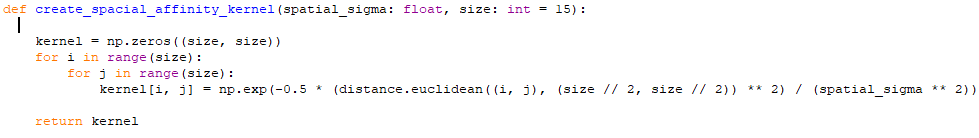 def create_spacial_affinity_kernel(spatial_sigma: float, size: int = 15):
kernel = np.zeros((size, size))
for i in range(size):
for j in range(size):
kernel[i, j] = np.exp(-0.5 * (distance.euclidean((i, j), (size // 2, size // 2)) ** 2) / (spatial_sigma ** 2))
return kernel